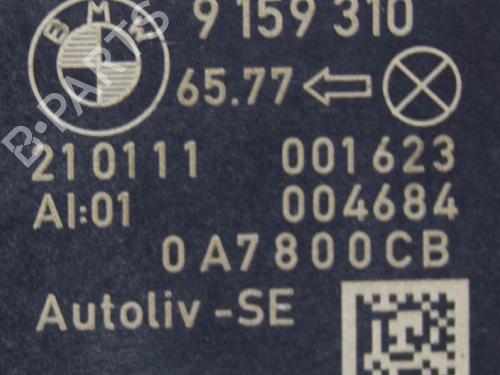 BMW 9 159 310
65.77
210111 001623
AI:01 004684
0A7800CB
Autoliv -SE
B-PARTS